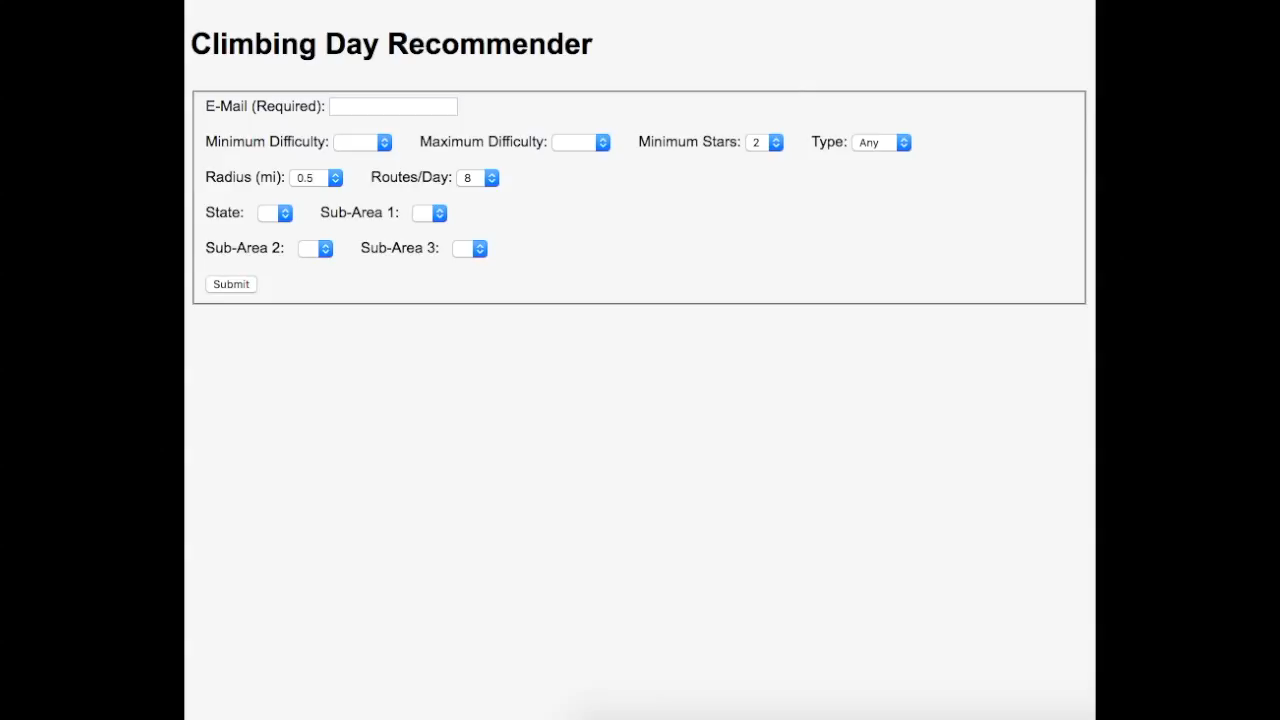 Climbing Day Recommender
E-Mail (Required):
Minimum Difficulty: Maximum Difficulty: Minimum Stars: 2 Type: Any
Radius (mi): 0.5 Routes/Day: 8
State: Sub-Area 1:
Sub-Area 2: Sub-Area 3:
Submit